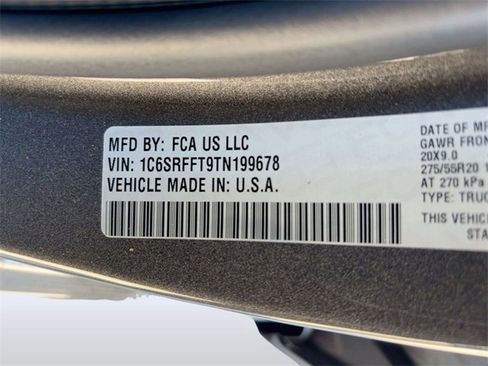 MFD BY: FCA US LLC
VIN: 1C6SRFFT9TN199678
VEHICLE MADE IN: U.S.A.
DATE OF M
GAWR FRON
20X9.0
275/55R20 1
AT 270 kPa
TYPE: TRUC
THIS VEHIC
STA